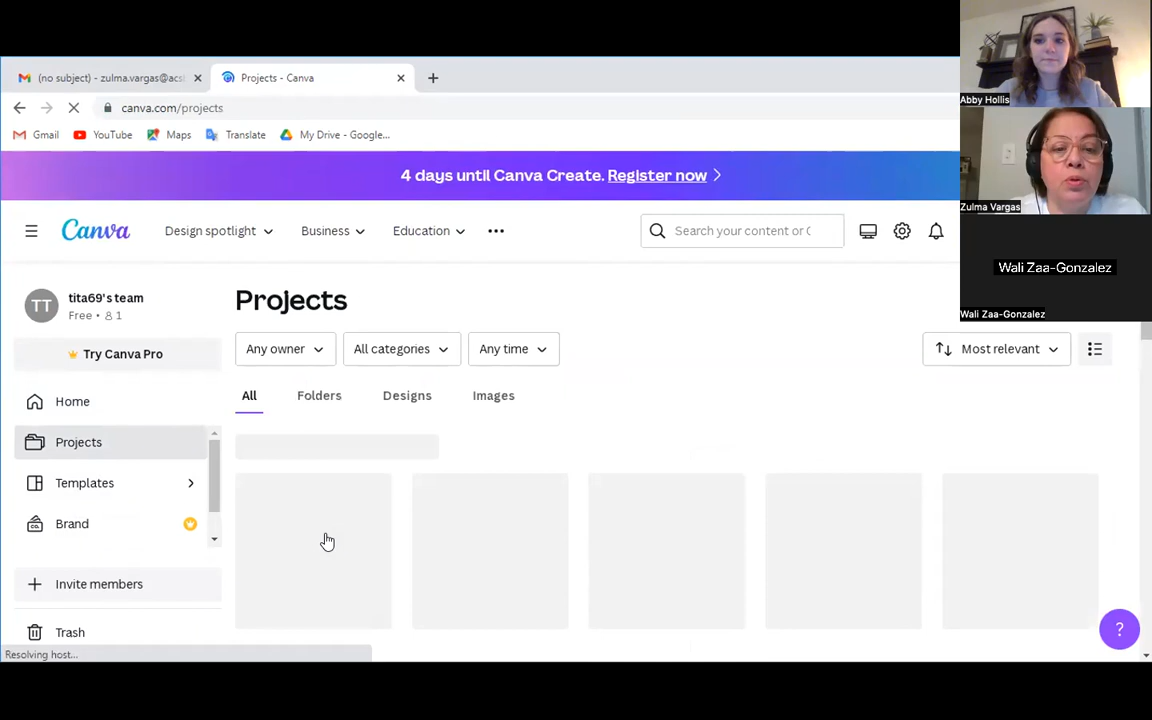 (no subject) - zulma.vargas@acs
Projects - Canva
canva.com/projects
Gmail
YouTube
Maps
Translate
My Drive - Google...
4 days until Canva Create. Register now
Canva
Design spotlight
Business
Education
Search your content or C
TT
tita69's team
Free • 1
Try Canva Pro
Home
Projects
Templates
Brand
Invite members
Trash
Resolving host...
Projects
Any owner
All categories
Any time
Most relevant
All
Folders
Designs
Images
?
Abby Hollis
Zulma Vargas
Wali Zaa-Gonzalez
Wali Zaa-Gonzalez